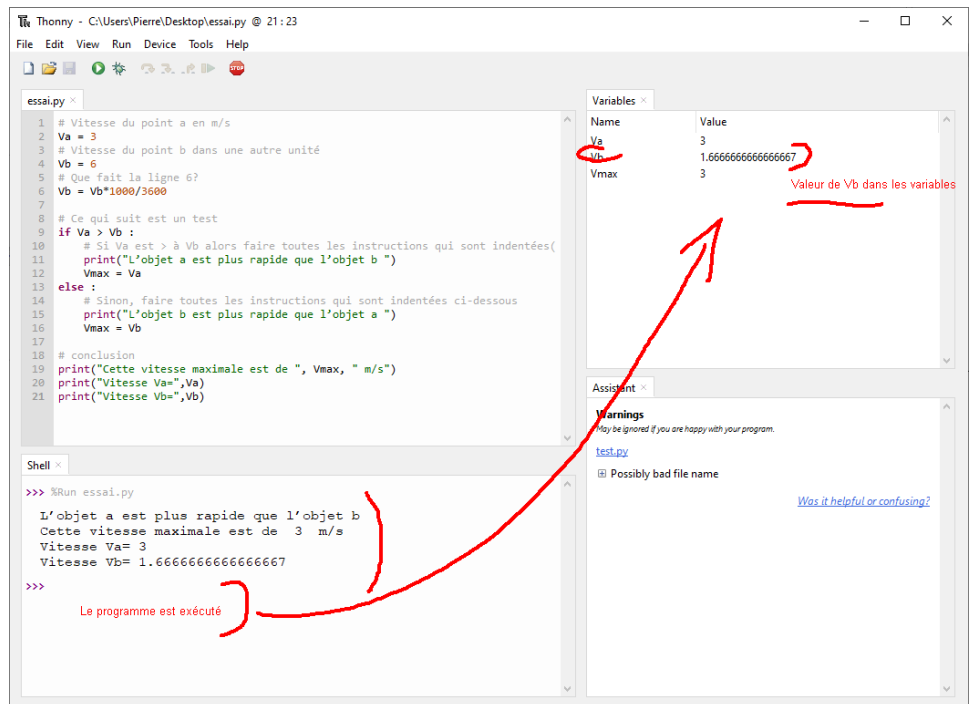 Thonny - C:\Users\Pierre\Desktop\essai.py @ 21 : 23
File Edit View Run Device Tools Help
STOP
essai.py ×
1 # Vitesse du point a en m/s
2 Va = 3
3 # Vitesse du point b dans une autre unité
4 Vb = 6
5 # Que fait la ligne 6?
6 Vb = Vb*1000/3600
7
8 # Ce qui suit est un test
9 if Va > Vb :
10 # Si Va est > à Vb alors faire toutes les instructions qui sont indentées(
11 print("L’objet a est plus rapide que l’objet b ")
12 Vmax = Va
13 else :
14 # Sinon, faire toutes les instructions qui sont indentées ci-dessous
15 print("L’objet b est plus rapide que l’objet a ")
16 Vmax = Vb
17
18 # conclusion
19 print("Cette vitesse maximale est de ", Vmax, " m/s")
20 print("Vitesse Va=",Va)
21 print("Vitesse Vb=",Vb)
Shell ×
>>> %Run essai.py
L’objet a est plus rapide que l’objet b
Cette vitesse maximale est de 3 m/s
Vitesse Va= 3
Vitesse Vb= 1.6666666666666667
>>>
Le programme est exécuté
Variables ×
Name Value
Va 3
Vb 1.6666666666666667
Vmax 3
Valeur de Vb dans les variables
Assistant ×
Warnings
May be ignored if you are happy with your program.
test.py
Possibly bad file name
Was it helpful or confusing?